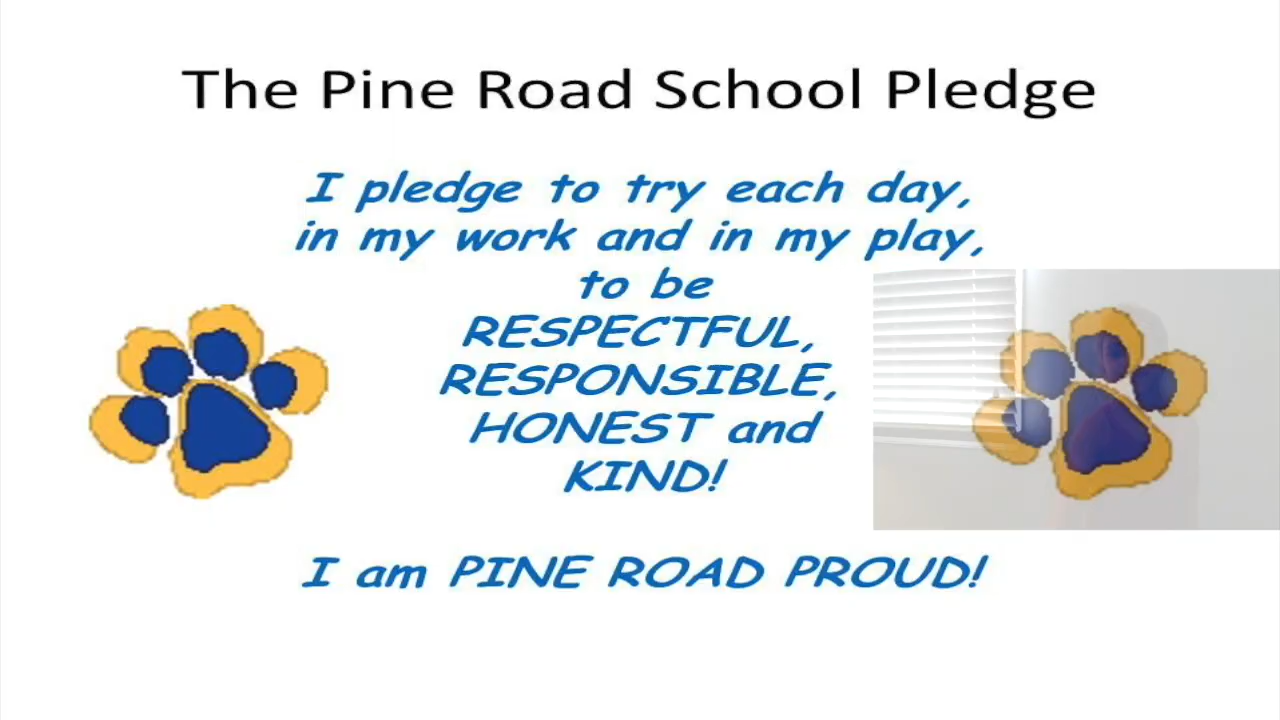 The Pine Road School Pledge
I pledge to try each day,
in my work and in my play,
to be
RESPECTFUL,
RESPONSIBLE,
HONEST and
KIND!
I am PINE ROAD PROUD!